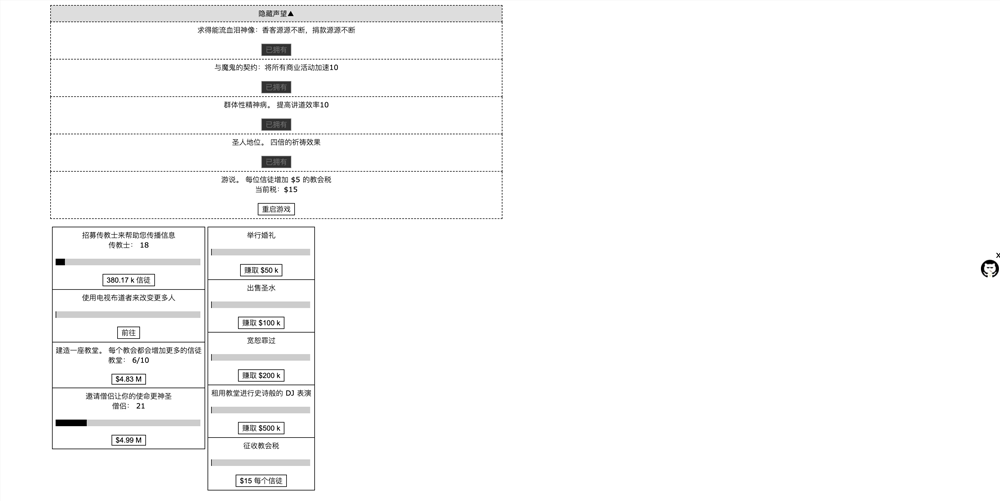 隐藏声望▲
求得能流血泪神像：香客源源不断，捐款源源不断
已拥有
与魔鬼的契约：将所有商业活动加速10
已拥有
群体性精神病。 提高讲道效率10
已拥有
圣人地位。 四倍的祈祷效果
已拥有
游说。 每位信徒增加 $5 的教会税
当前税：$15
重启游戏
招募传教士来帮助您传播信息
传教士： 18
380.17 k 信徒
使用电视布道者来改变更多人
前往
建造一座教堂。 每个教会都会增加更多的信徒
教堂： 6/10
$4.83 M
邀请僧侣让你的使命更神圣
僧侣： 21
$4.99 M
举行婚礼
赚取 $50 k
出售圣水
赚取 $100 k
宽恕罪过
赚取 $200 k
租用教堂进行史诗般的 DJ 表演
赚取 $500 k
征收教会税
$15 每个信徒
x